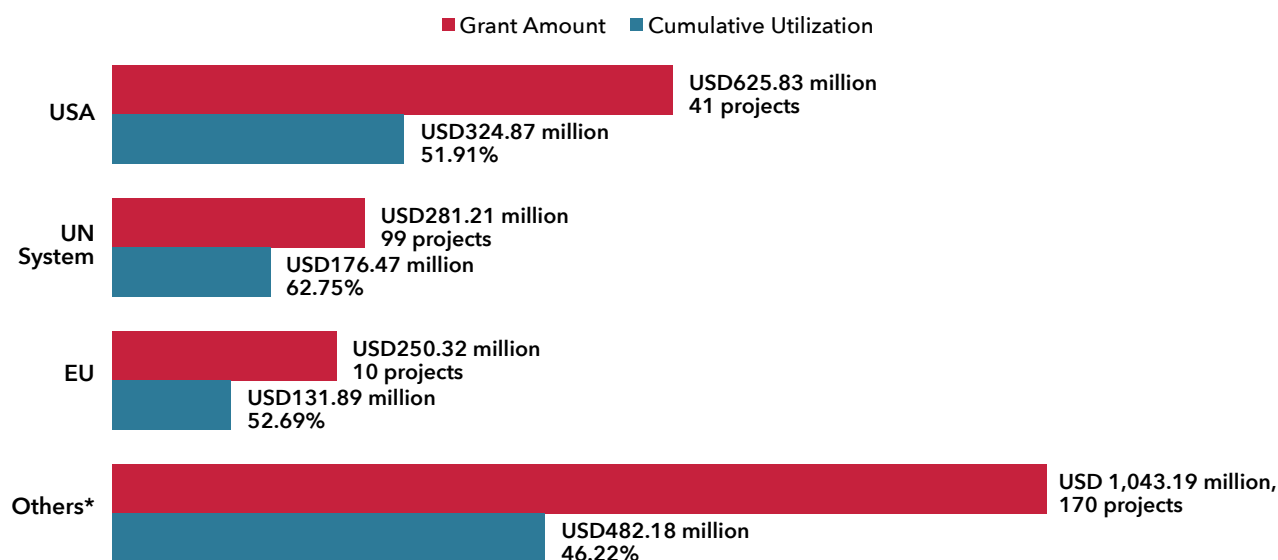 Grant Amount Cumulative Utilization
USA
USD625.83 million
41 projects
USD324.87 million
51.91%
UN
System
USD281.21 million
99 projects
USD176.47 million
62.75%
EU
USD250.32 million
10 projects
USD131.89 million
52.69%
Others*
USD 1,043.19 million,
170 projects
USD482.18 million
46.22%